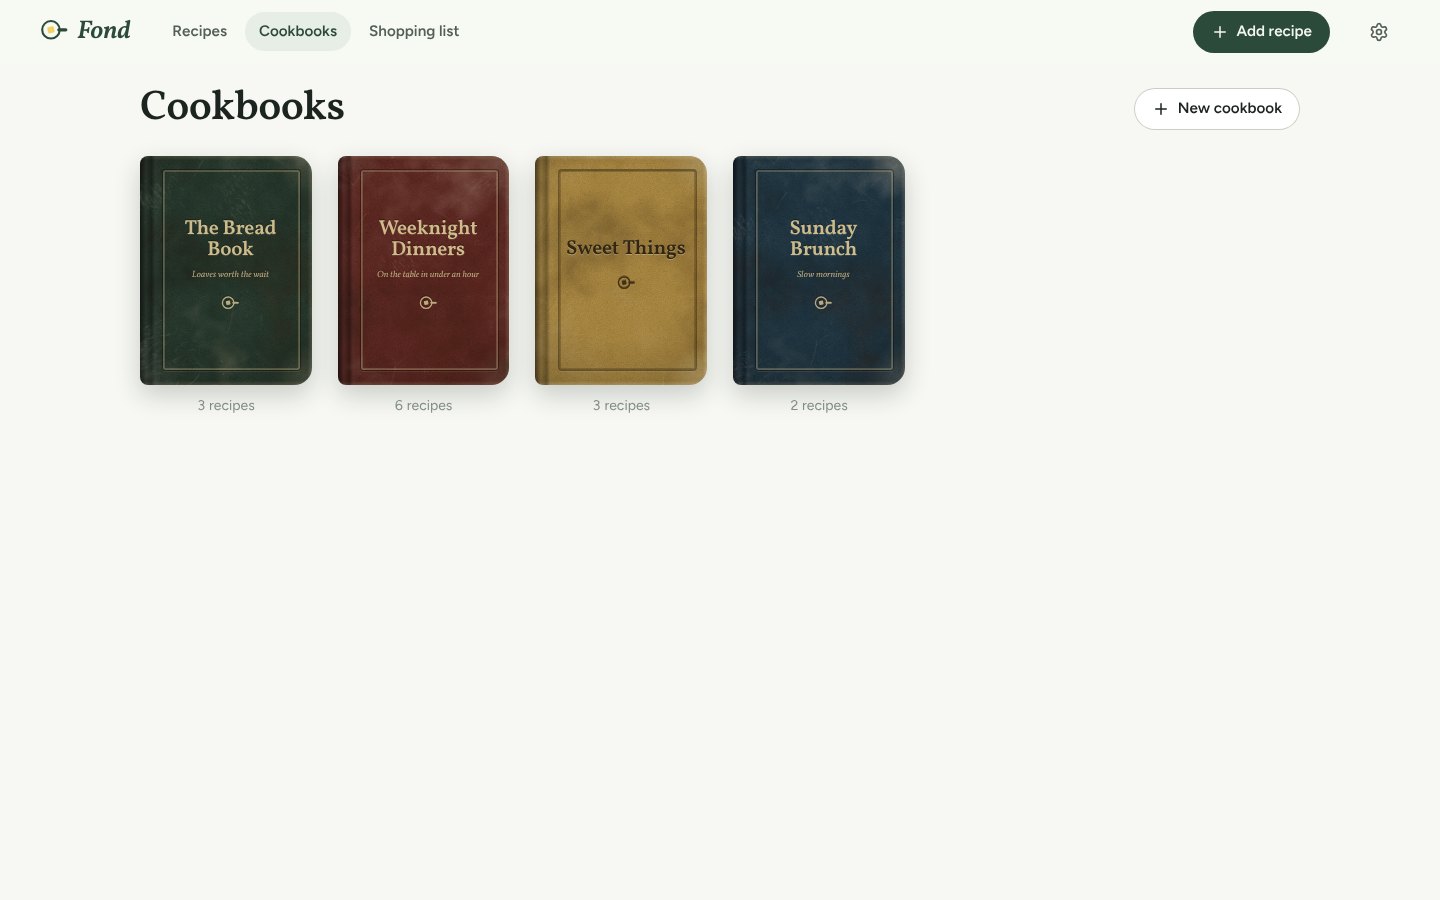 Fond
Recipes
Cookbooks
Shopping list
Add recipe
Cookbooks
New cookbook
The Bread
Book
Loaves worth the wait
3 recipes
Weeknight
Dinners
On the table in under an hour
6 recipes
Sweet Things
3 recipes
Sunday
Brunch
Slow mornings
2 recipes